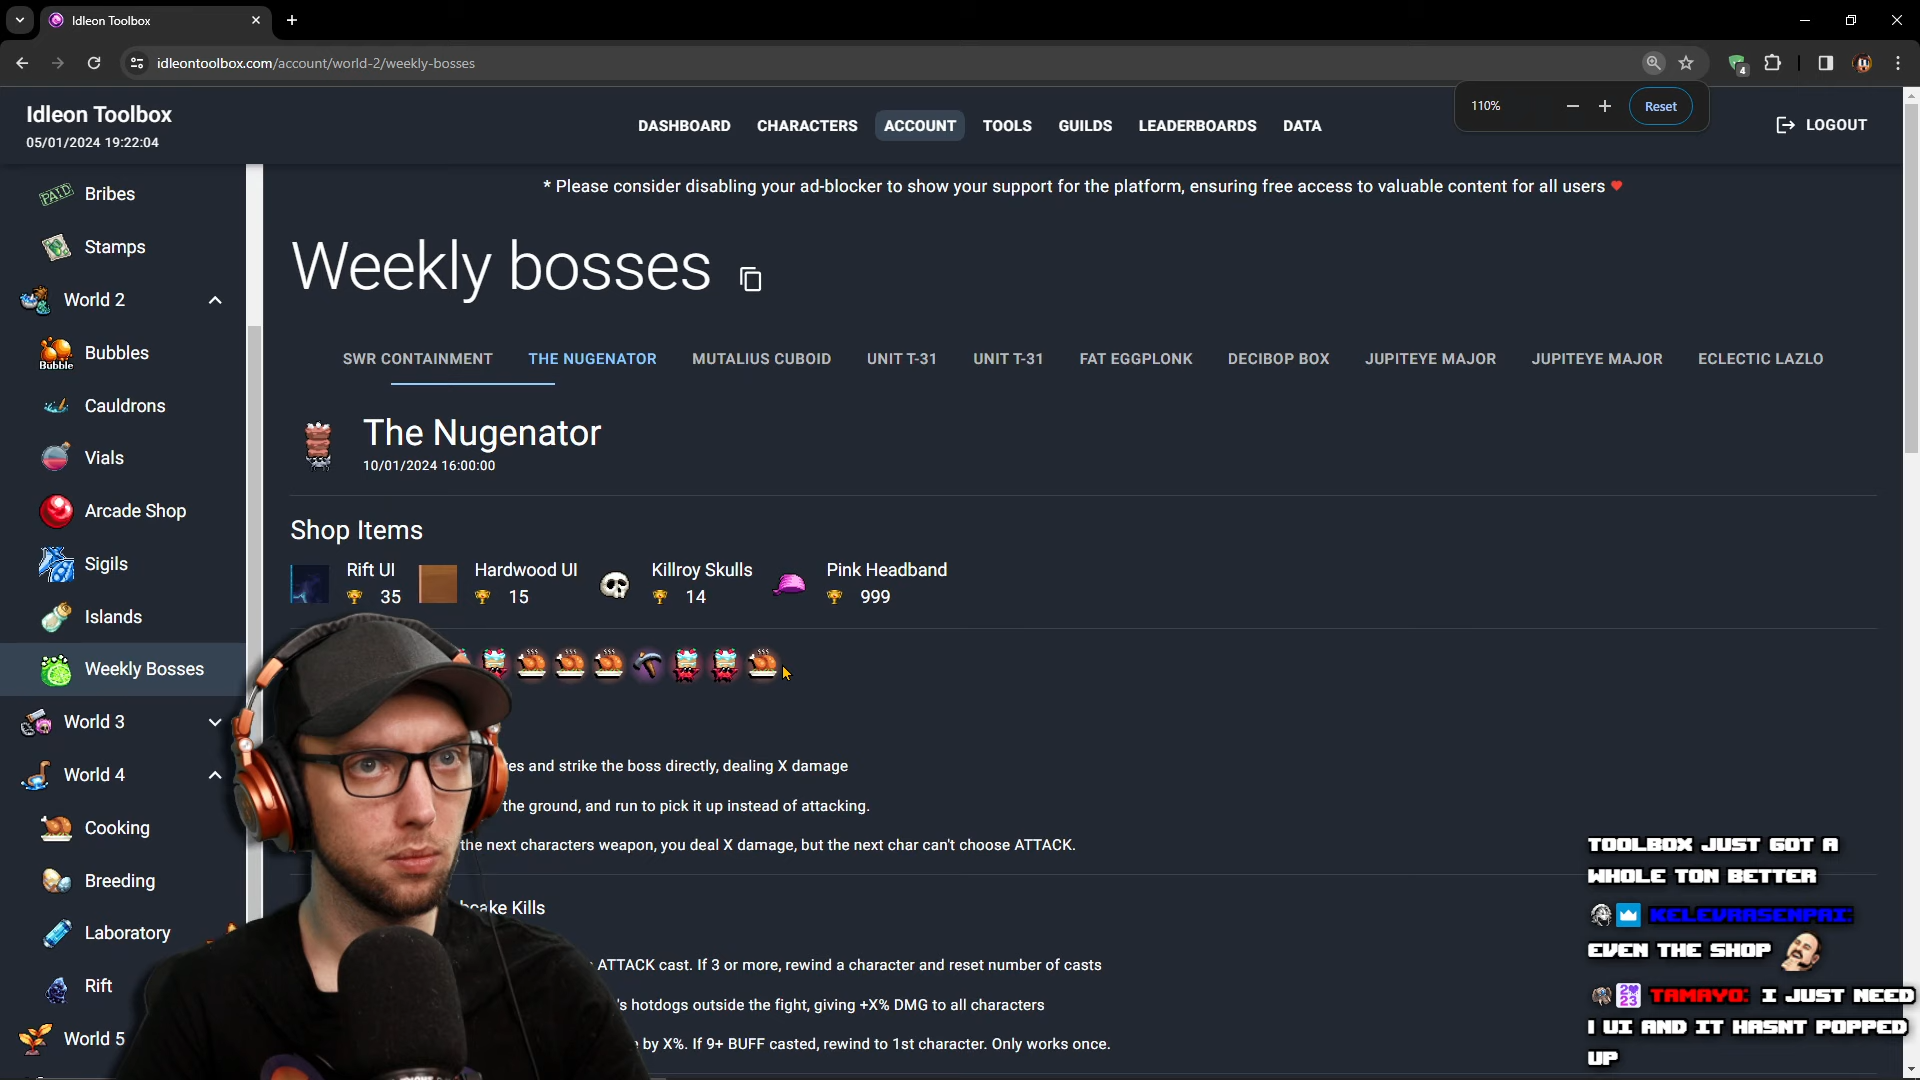 Idleon Toolbox
idleontoolbox.com/account/world-2/weekly-bosses
4
110%
Reset
Idleon Toolbox
05/01/2024 19:22:04
DASHBOARD
CHARACTERS
ACCOUNT
TOOLS
GUILDS
LEADERBOARDS
DATA
LOGOUT
* Please consider disabling your ad-blocker to show your support for the platform, ensuring free access to valuable content for all users
PAID
Bribes
Stamps
World 2
Bubble
Bubbles
Cauldrons
Vials
Arcade Shop
Sigils
Islands
Weekly Bosses
World 3
World 4
Cooking
Breeding
Laboratory
Rift
World 5
Weekly bosses
SWR CONTAINMENT
THE NUGENATOR
MUTALIUS CUBOID
UNIT T-31
UNIT T-31
FAT EGGPLONK
DECIBOP BOX
JUPITEYE MAJOR
JUPITEYE MAJOR
ECLECTIC LAZLO
The Nugenator
10/01/2024 16:00:00
Shop Items
Rift UI
35
Hardwood UI
15
Killroy Skulls
14
Pink Headband
999
and strike the boss directly, dealing X damage
the ground, and run to pick it up instead of attacking.
the next characters weapon, you deal X damage, but the next char can't choose ATTACK.
Kills
ATTACK cast. If 3 or more, rewind a character and reset number of casts
's hotdogs outside the fight, giving +X% DMG to all characters
by X%. If 9+ BUFF casted, rewind to 1st character. Only works once.
TOOLBOX JUST GOT A
WHOLE TON BETTER
KELEVRASENPAI:
EVEN THE SHOP
2023
TAMAYO: I JUST NEED
1 UI AND IT HASNT POPPED
UP